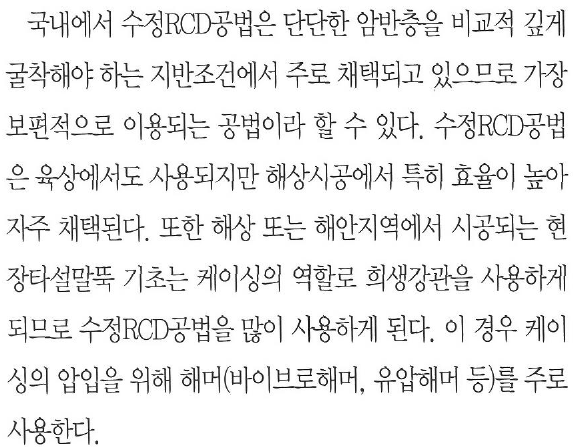 국내에서 수정RCD공법은 단단한 암반층을 비교적 깊게
굴착해야 하는 지반조건에서 주로 채택되고 있으므로 가장
보편적으로 이용되는 공법이라 할 수 있다. 수정RCD공법
은 육상에서도 사용되지만 해상시공에서 특히 효율이 높아
자주 채택된다. 또한 해상 또는 해안지역에서 시공되는 현
장타설말뚝 기초는 케이싱의 역할로 희생강관을 사용하게
되므로 수정RCD공법을 많이 사용하게 된다. 이 경우 케이
싱의 압입을 위해 해머(바이브로해머, 유압해머 등)를 주로
사용한다.